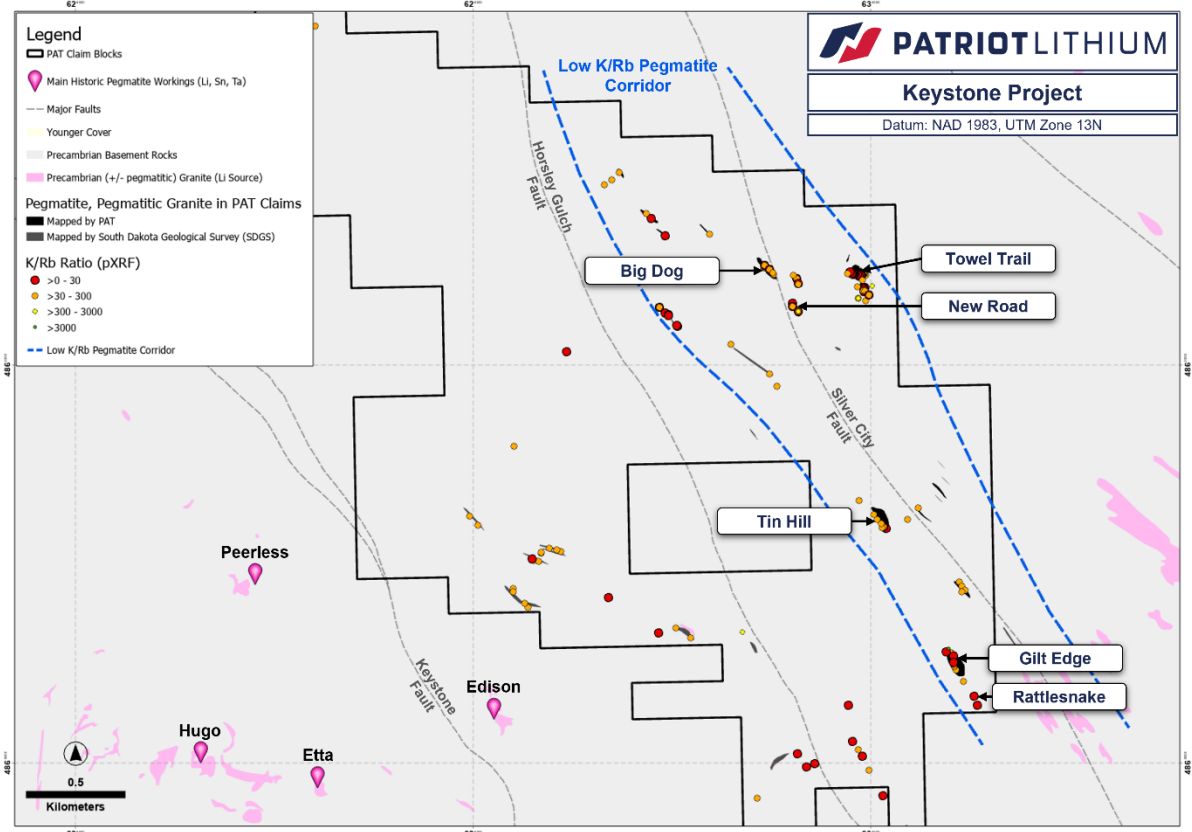 Legend
PAT Claim Blocks
Main Historic Pegmatite Workings (Li, Sn, Ta)
Major Faults
Younger Cover
Precambrian Basement Rocks
Precambrian (+/- pegmatitic) Granite (Li Source)
Pegmatite, Pegmatitic Granite in PAT Claims
Mapped by PAT
Mapped by South Dakota Geological Survey (SDGS)
K/Rb Ratio (pXRF)
>0 - 30
>30 - 300
>300 - 3000
>3000
Low K/Rb Pegmatite Corridor
PATRIOTLITHIUM
Keystone Project
Datum: NAD 1983, UTM Zone 13N
Low K/Rb Pegmatite
Corridor
Horsley Gulch
Fault
Big Dog
Towel Trail
New Road
Silver City
Fault
Tin Hill
Peerless
Gilt Edge
Rattlesnake
Keystone
Fault
Edison
Hugo
Etta
0.5
Kilometers